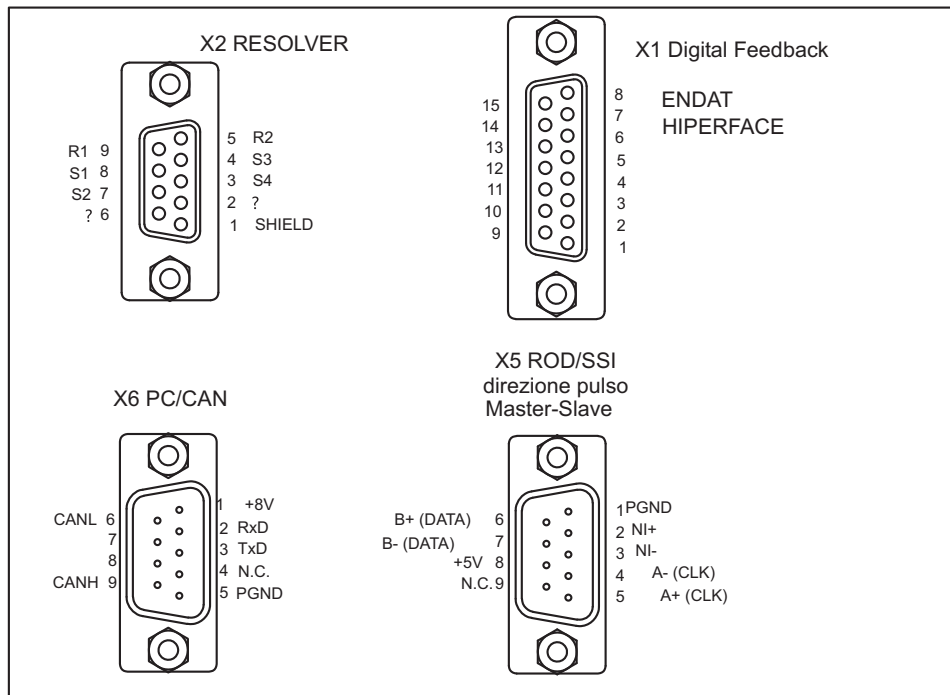 X2 RESOLVER
R1 9
S1 8
S2 7
? 6
5 R2
4 S3
3 S4
2 ?
1 SHIELD
X1 Digital Feedback
ENDAT
HIPERFACE
15
14
13
12
11
10
9
8
7
6
5
4
3
2
1
X6 PC/CAN
CANL 6
7
8
CANH 9
1 +8V
2 RxD
3 TxD
4 N.C.
5 PGND
X5 ROD/SSI
direzione pulso
Master-Slave
B+ (DATA) 6
B- (DATA) 7
+5V 8
N.C. 9
1 PGND
2 NI+
3 NI-
4 A- (CLK)
5 A+ (CLK)